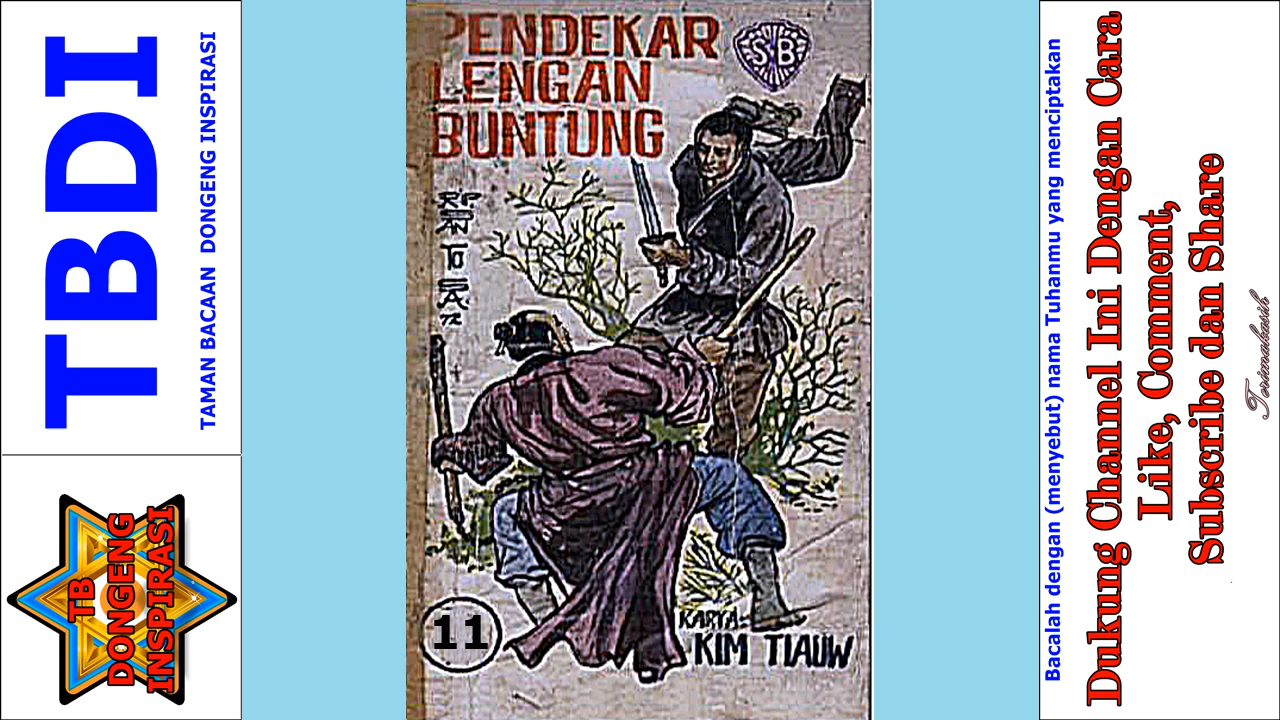 TBDI
TAMAN BACAAN DONGENG INSPIRASI
TB
DONGENG
INSPIRASI
PENDEKAR
LENGAN
BUNTUNG
SB
11
KARYA
KIM TIAUW
Bacalah dengan (menyebut) nama Tuhanmu yang menciptakan
Dukung Channel Ini Dengan Cara
Like, Comment,
Subscribe dan Share
Terimakasih